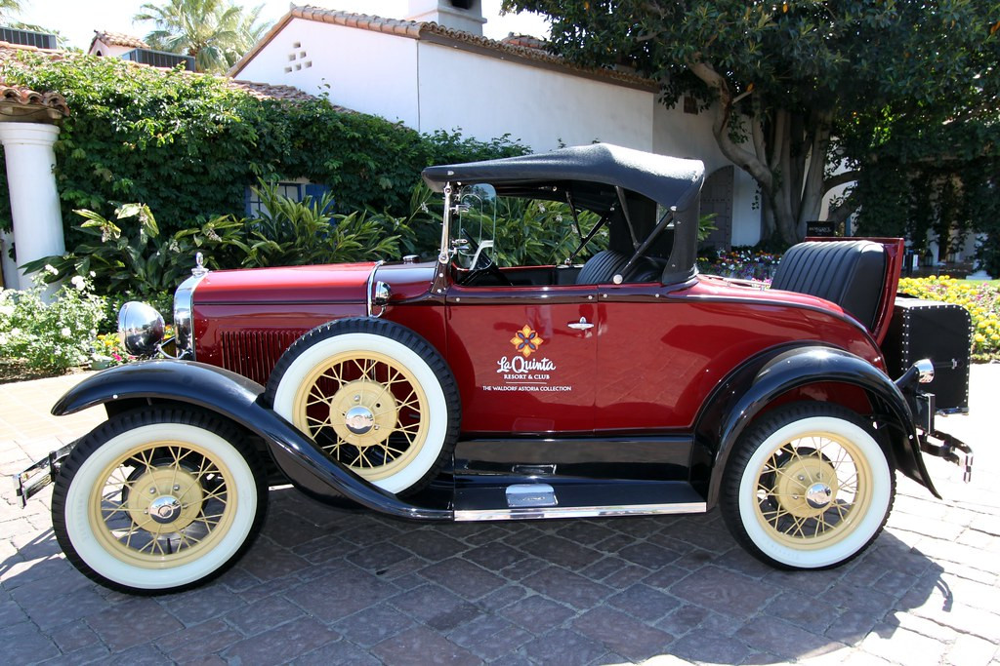 La Quinta
RESORT & CLUB
THE WALDORF ASTORIA COLLECTION